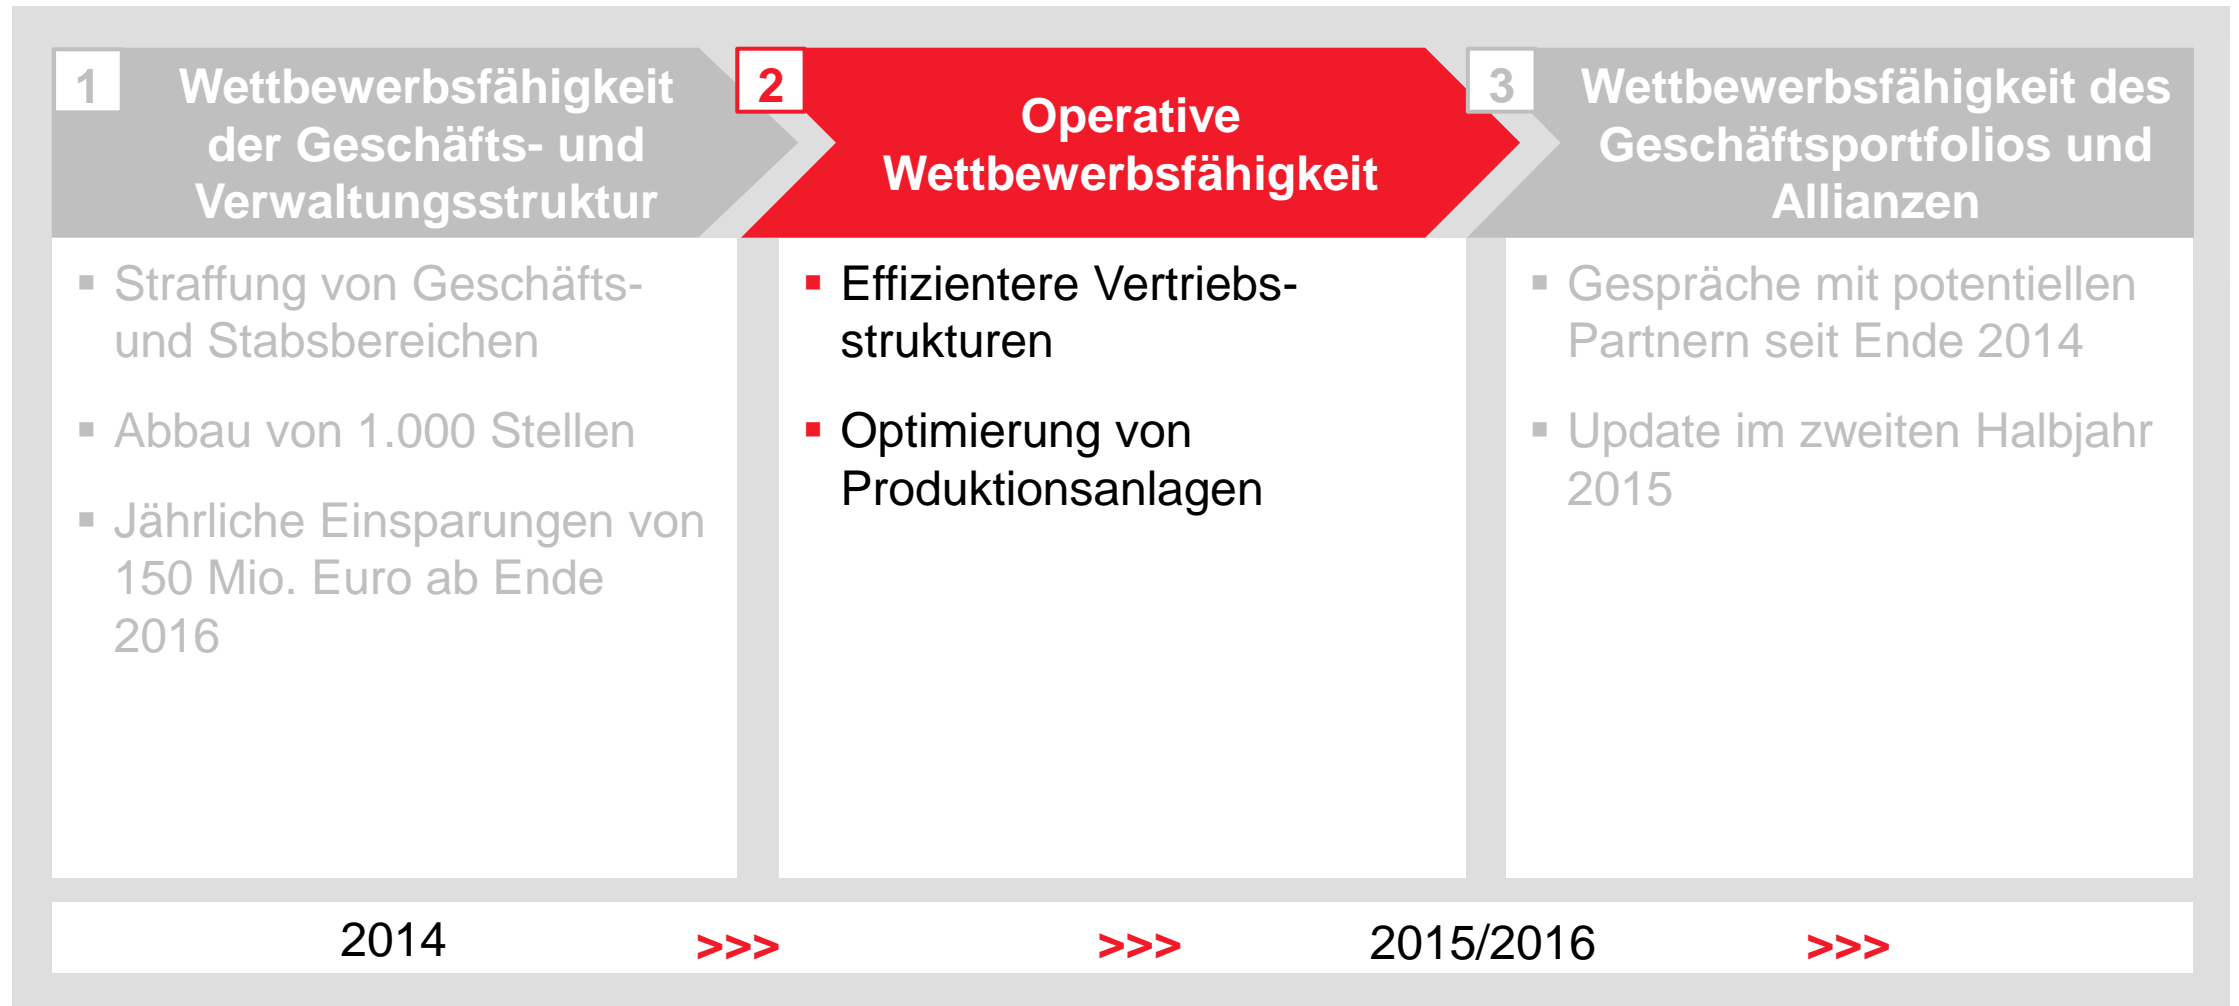 1
Wettbewerbsfähigkeit
der Geschäfts- und
Verwaltungsstruktur
▪ Straffung von Geschäfts-
und Stabsbereichen
▪ Abbau von 1.000 Stellen
▪ Jährliche Einsparungen von
150 Mio. Euro ab Ende
2016
2
Operative
Wettbewerbsfähigkeit
▪ Effizientere Vertriebs-
strukturen
▪ Optimierung von
Produktionsanlagen
3
Wettbewerbsfähigkeit des
Geschäftsportfolios und
Allianzen
▪ Gespräche mit potentiellen
Partnern seit Ende 2014
▪ Update im zweiten Halbjahr
2015
2014 >>> >>> 2015/2016 >>>